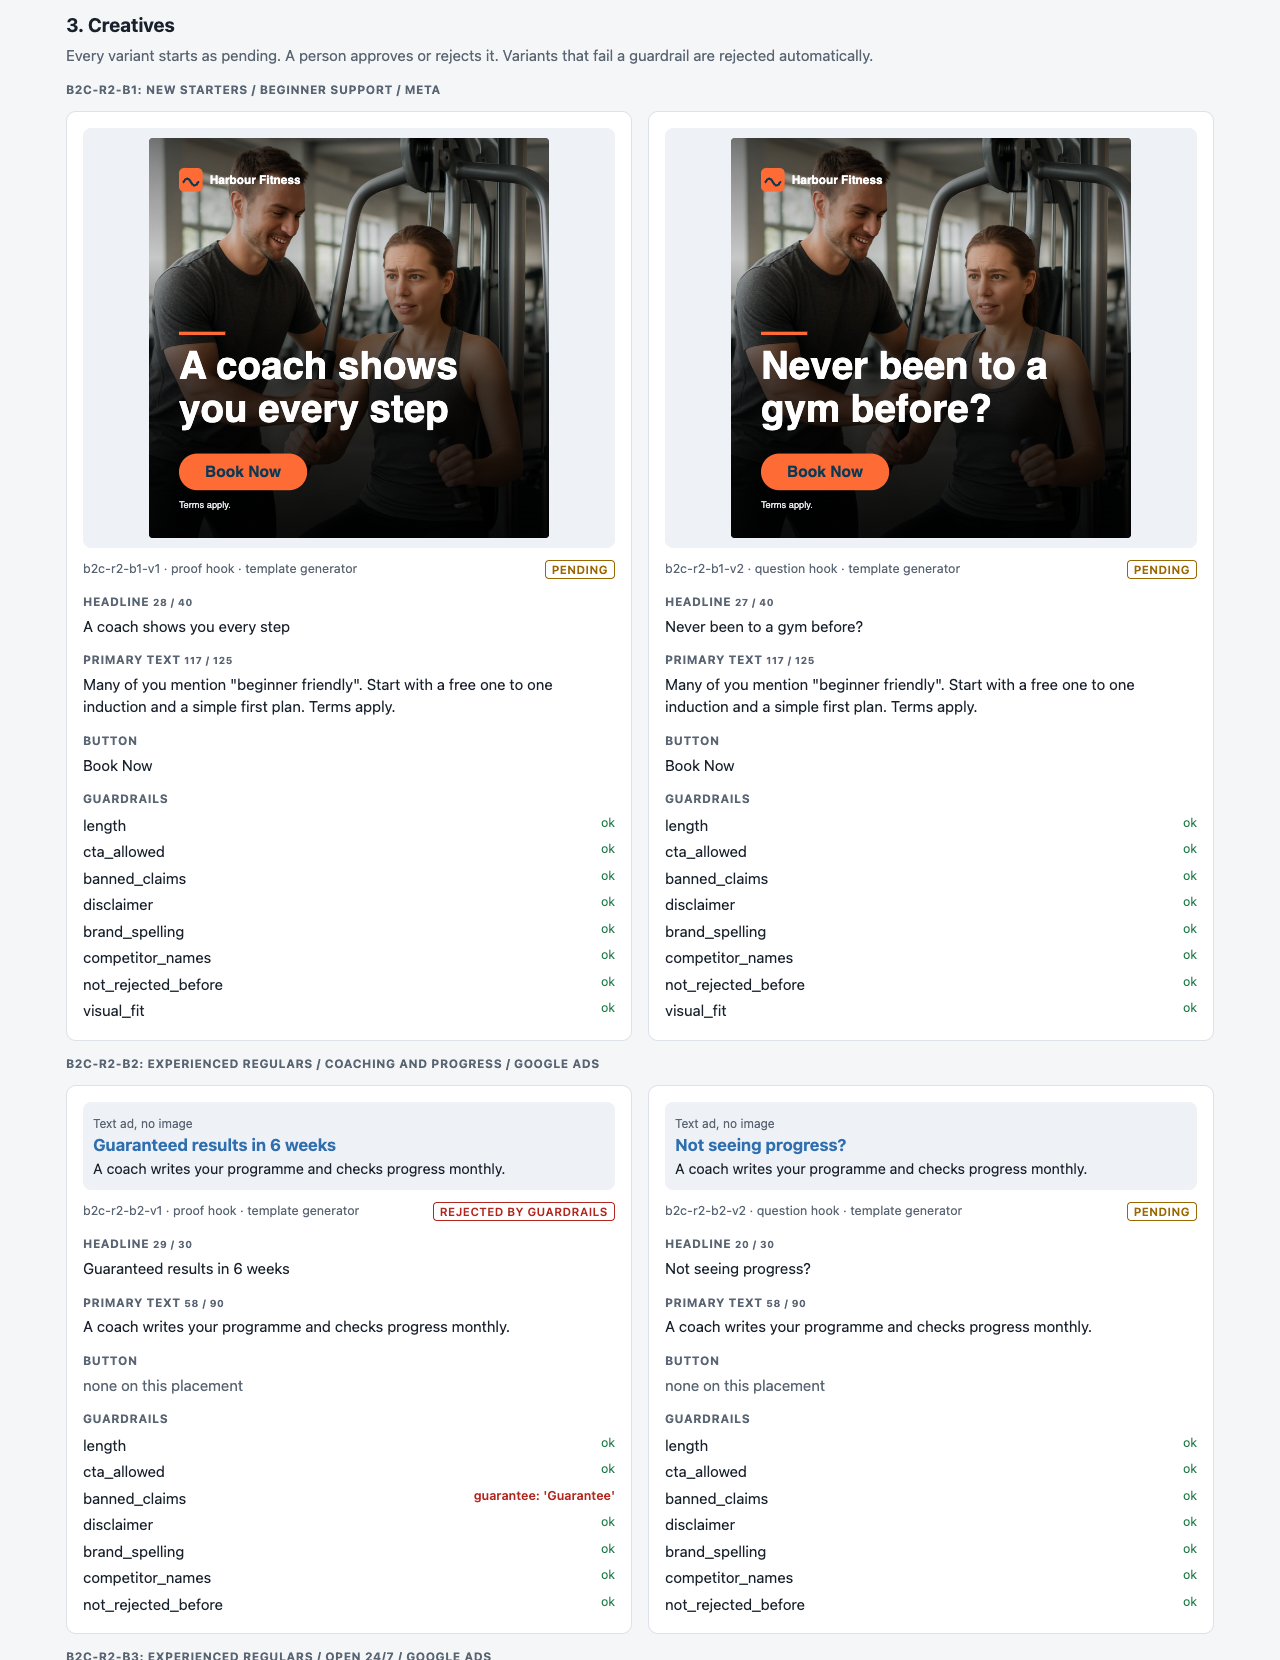 3. Creatives
Every variant starts as pending. A person approves or rejects it. Variants that fail a guardrail are rejected automatically.
B2C-R2-B1: NEW STARTERS / BEGINNER SUPPORT / META
Harbour Fitness
A coach shows
you every step
Book Now
Terms apply.
b2c-r2-b1-v1 · proof hook · template generator
PENDING
HEADLINE 28 / 40
A coach shows you every step
PRIMARY TEXT 117 / 125
Many of you mention "beginner friendly". Start with a free one to one
induction and a simple first plan. Terms apply.
BUTTON
Book Now
GUARDRAILS
length ok
cta_allowed ok
banned_claims ok
disclaimer ok
brand_spelling ok
competitor_names ok
not_rejected_before ok
visual_fit ok
Harbour Fitness
Never been to a
gym before?
Book Now
Terms apply.
b2c-r2-b1-v2 · question hook · template generator
PENDING
HEADLINE 27 / 40
Never been to a gym before?
PRIMARY TEXT 117 / 125
Many of you mention "beginner friendly". Start with a free one to one
induction and a simple first plan. Terms apply.
BUTTON
Book Now
GUARDRAILS
length ok
cta_allowed ok
banned_claims ok
disclaimer ok
brand_spelling ok
competitor_names ok
not_rejected_before ok
visual_fit ok
B2C-R2-B2: EXPERIENCED REGULARS / COACHING AND PROGRESS / GOOGLE ADS
Text ad, no image
Guaranteed results in 6 weeks
A coach writes your programme and checks progress monthly.
b2c-r2-b2-v1 · proof hook · template generator
REJECTED BY GUARDRAILS
HEADLINE 29 / 30
Guaranteed results in 6 weeks
PRIMARY TEXT 58 / 90
A coach writes your programme and checks progress monthly.
BUTTON
none on this placement
GUARDRAILS
length ok
cta_allowed ok
banned_claims guarantee: 'Guarantee'
disclaimer ok
brand_spelling ok
competitor_names ok
not_rejected_before ok
Text ad, no image
Not seeing progress?
A coach writes your programme and checks progress monthly.
b2c-r2-b2-v2 · question hook · template generator
PENDING
HEADLINE 20 / 30
Not seeing progress?
PRIMARY TEXT 58 / 90
A coach writes your programme and checks progress monthly.
BUTTON
none on this placement
GUARDRAILS
length ok
cta_allowed ok
banned_claims ok
disclaimer ok
brand_spelling ok
competitor_names ok
not_rejected_before ok
B2C-R2-B3: EXPERIENCED REGULARS / OPEN 24/7 / GOOGLE ADS